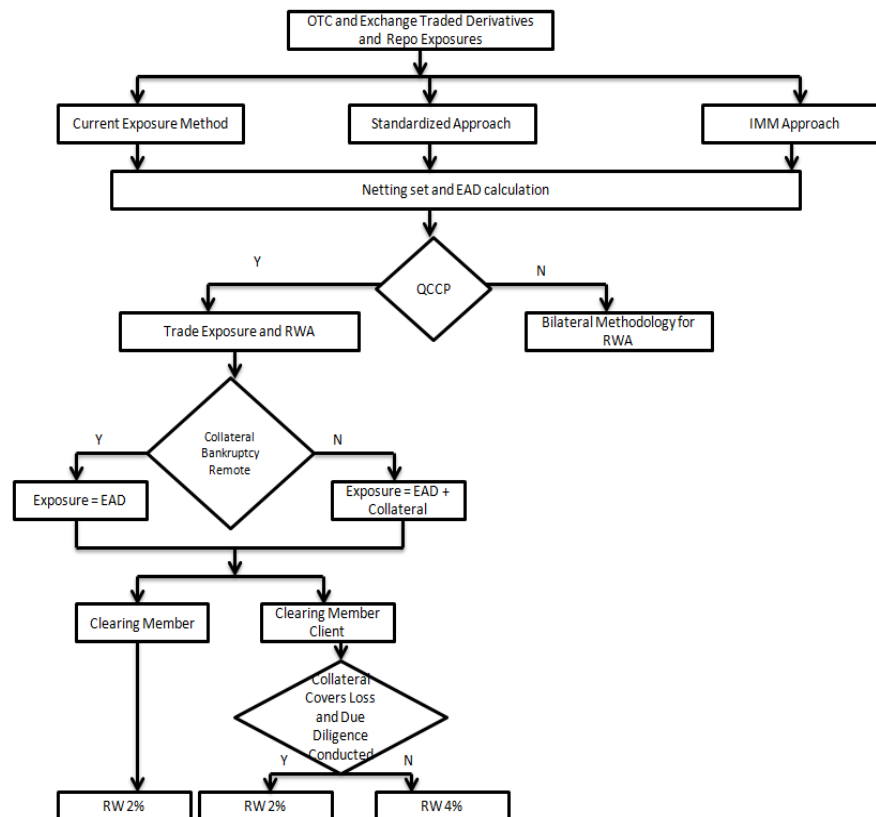 OTC and Exchange Traded Derivatives
and Repo Exposures
Current Exposure Method
Standardized Approach
IMM Approach
Netting set and EAD calculation
Y
QCCP
N
Trade Exposure and RWA
Bilateral Methodology for
RWA
Y
Collateral
Bankruptcy
Remote
N
Exposure = EAD
Exposure = EAD +
Collateral
Clearing Member
Clearing Member
Client
Collateral
Covers Loss
and Due
Diligence
Conducted
Y
N
RW 2%
RW 2%
RW 4%